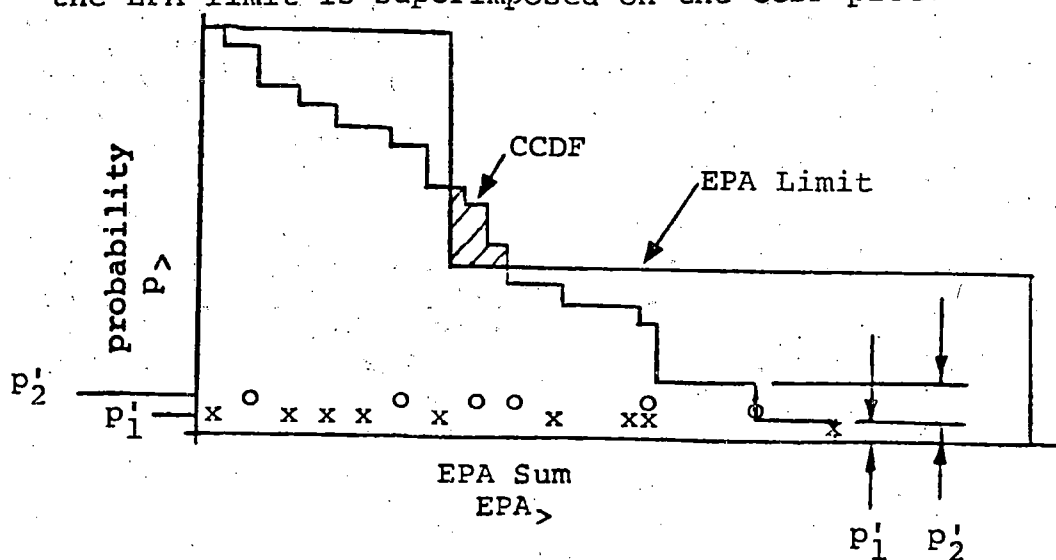 the EPA limit is superimposed on the CCDF
CCDF
EPA Limit
probability
p>
p'2
p'1
o
o
o
o
o
o
x
x
x
x
x
x
xx
x
EPA Sum
EPA>
p'1
p'2